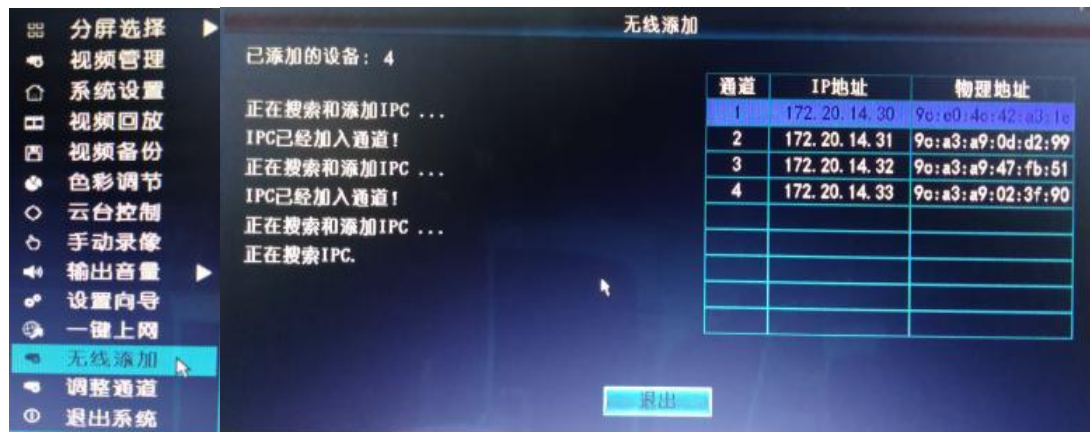 分屏选择
视频管理
系统设置
视频回放
视频备份
色彩调节
云台控制
手动录像
输出音量
设置向导
一键上网
无线添加
调整通道
退出系统
无线添加
已添加的设备: 4
正在搜索和添加IPC ...
IPC已经加入通道!
正在搜索和添加IPC ...
IPC已经加入通道!
正在搜索和添加IPC ...
正在搜索IPC.
通道 IP地址 物理地址
1 172.20.14.30 9c:e0:4c:42:a3:1e
2 172.20.14.31 9c:a3:a9:0d:d2:99
3 172.20.14.32 9c:a3:a9:47:fb:51
4 172.20.14.33 9c:a3:a9:02:3f:90
退出